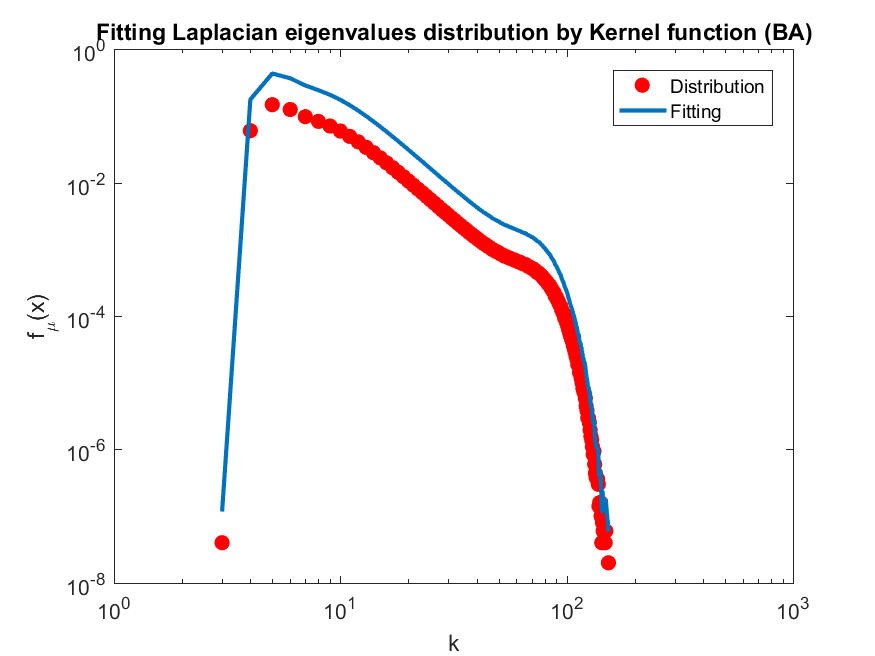 Fitting Laplacian eigenvalues distribution by Kernel function (BA)
10^0
Distribution
Fitting
10^-2
f_μ(x)
10^-4
10^-6
10^-8
10^0
10^1
10^2
10^3
k